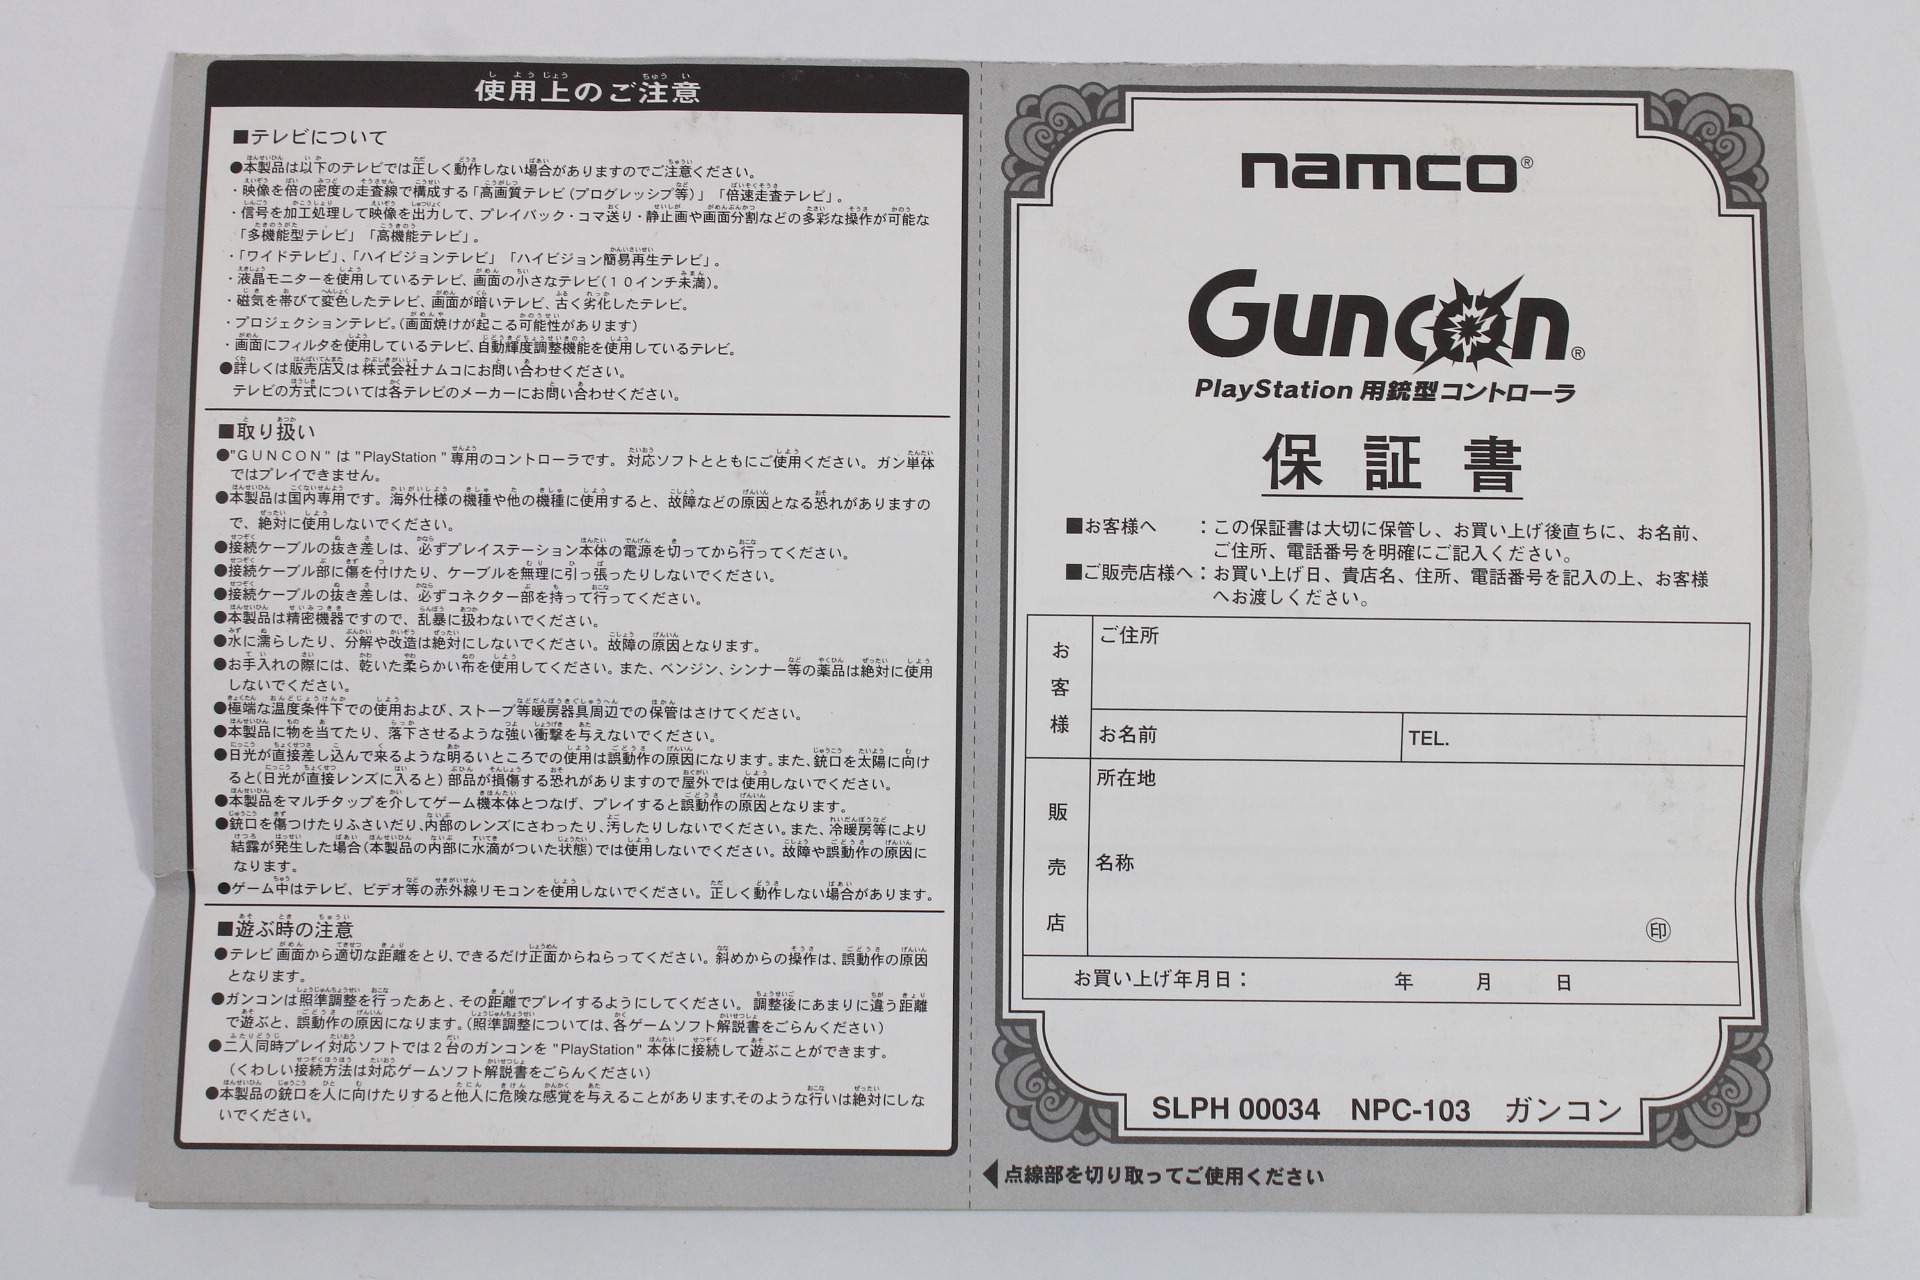 使用上のご注意
■テレビについて
●本製品は以下のテレビでは正しく動作しない場合がありますのでご注意ください。
・映像を倍の密度の走査線で構成する「高画質テレビ(プログレッシブ等)」「倍速走査テレビ」。
・信号を加工処理して映像を出力して、プレイバック・コマ送り・静止画や画面分割などの多彩な操作が可能な
「多機能型テレビ」「高機能テレビ」。
・「ワイドテレビ」、「ハイビジョンテレビ」「ハイビジョン簡易再生テレビ」。
・液晶モニターを使用しているテレビ、画面の小さなテレビ(10インチ未満)。
・磁気を帯びて変色したテレビ、画面が暗いテレビ、古く劣化したテレビ。
・プロジェクションテレビ。(画面焼けが起こる可能性があります)
・画面にフィルタを使用しているテレビ、自動輝度調整機能を使用しているテレビ。
●詳しくは販売店又は株式会社ナムコにお問い合わせください。
テレビの方式については各テレビのメーカーにお問い合わせください。
■取り扱い
●"GUNCON"は"PlayStation"専用のコントローラです。対応ソフトとともにご使用ください。ガン単体
ではプレイできません。
●本製品は国内専用です。海外仕様の機種や他の機種に使用すると、故障などの原因となる恐れがありますの
で、絶対に使用しないでください。
●接続ケーブルの抜き差しは、必ずプレイステーション本体の電源を切ってから行ってください。
●接続ケーブル部に傷を付けたり、ケーブルを無理に引っ張ったりしないでください。
●接続ケーブルの抜き差しは、必ずコネクター部を持って行ってください。
●本製品は精密機器ですので、乱暴に扱わないでください。
●水に濡らしたり、分解や改造は絶対にしないでください。故障の原因となります。
●お手入れの際には、乾いた柔らかい布を使用してください。また、ベンジン、シンナー等の薬品は絶対に使用
しないでください。
●極端な温度条件下での使用および、ストーブ等暖房器具周辺での保管はさけてください。
●本製品に物を当てたり、落下させるような強い衝撃を与えないでください。
●日光が直接差し込んで来るような明るいところでの使用は誤動作の原因になります。また、銃口を太陽に向け
ると(日光が直接レンズに入ると)部品が損傷する恐れがありますので屋外では使用しないでください。
●本製品をマルチタップを介してゲーム機本体とつなげ、プレイすると誤動作の原因となります。
●銃口を傷つけたりふさいだり、内部のレンズにさわったり、汚したりしないでください。また、冷暖房等により
結露が発生した場合(本製品の内部に水滴がついた状態)では使用しないでください。故障や誤動作の原因に
なります。
●ゲーム中はテレビ、ビデオ等の赤外線リモコンを使用しないでください。正しく動作しない場合があります。
■遊ぶ時の注意
●テレビ画面から適切な距離をとり、できるだけ正面からねらってください。斜めからの操作は、誤動作の原因
となります。
●ガンコンは照準調整を行ったあと、その距離でプレイするようにしてください。調整後にあまりに違う距離
で遊ぶと、誤動作の原因になります。(照準調整については、各ゲームソフト解説書をごらんください)
●二人同時プレイ対応ソフトでは2台のガンコンを"PlayStation"本体に接続して遊ぶことができます。
(くわしい接続方法は対応ゲームソフト解説書をごらんください)
●本製品の銃口を人に向けたりすると他人に危険な感覚を与えることがあります。そのような行いは絶対にしな
いでください。
namco®
GUNCON®
PlayStation 用銃型コントローラ
保証書
■お客様へ :この保証書は大切に保管し、お買い上げ後直ちに、お名前、
ご住所、電話番号を明確にご記入ください。
■ご販売店様へ:お買い上げ日、貴店名、住所、電話番号を記入の上、お客様
へお渡しください。
お客様
ご住所
お名前
TEL.
販売店
所在地
名称
㊞
お買い上げ年月日: 年 月 日
SLPH 00034 NPC-103 ガンコン
◀点線部を切り取ってご使用ください